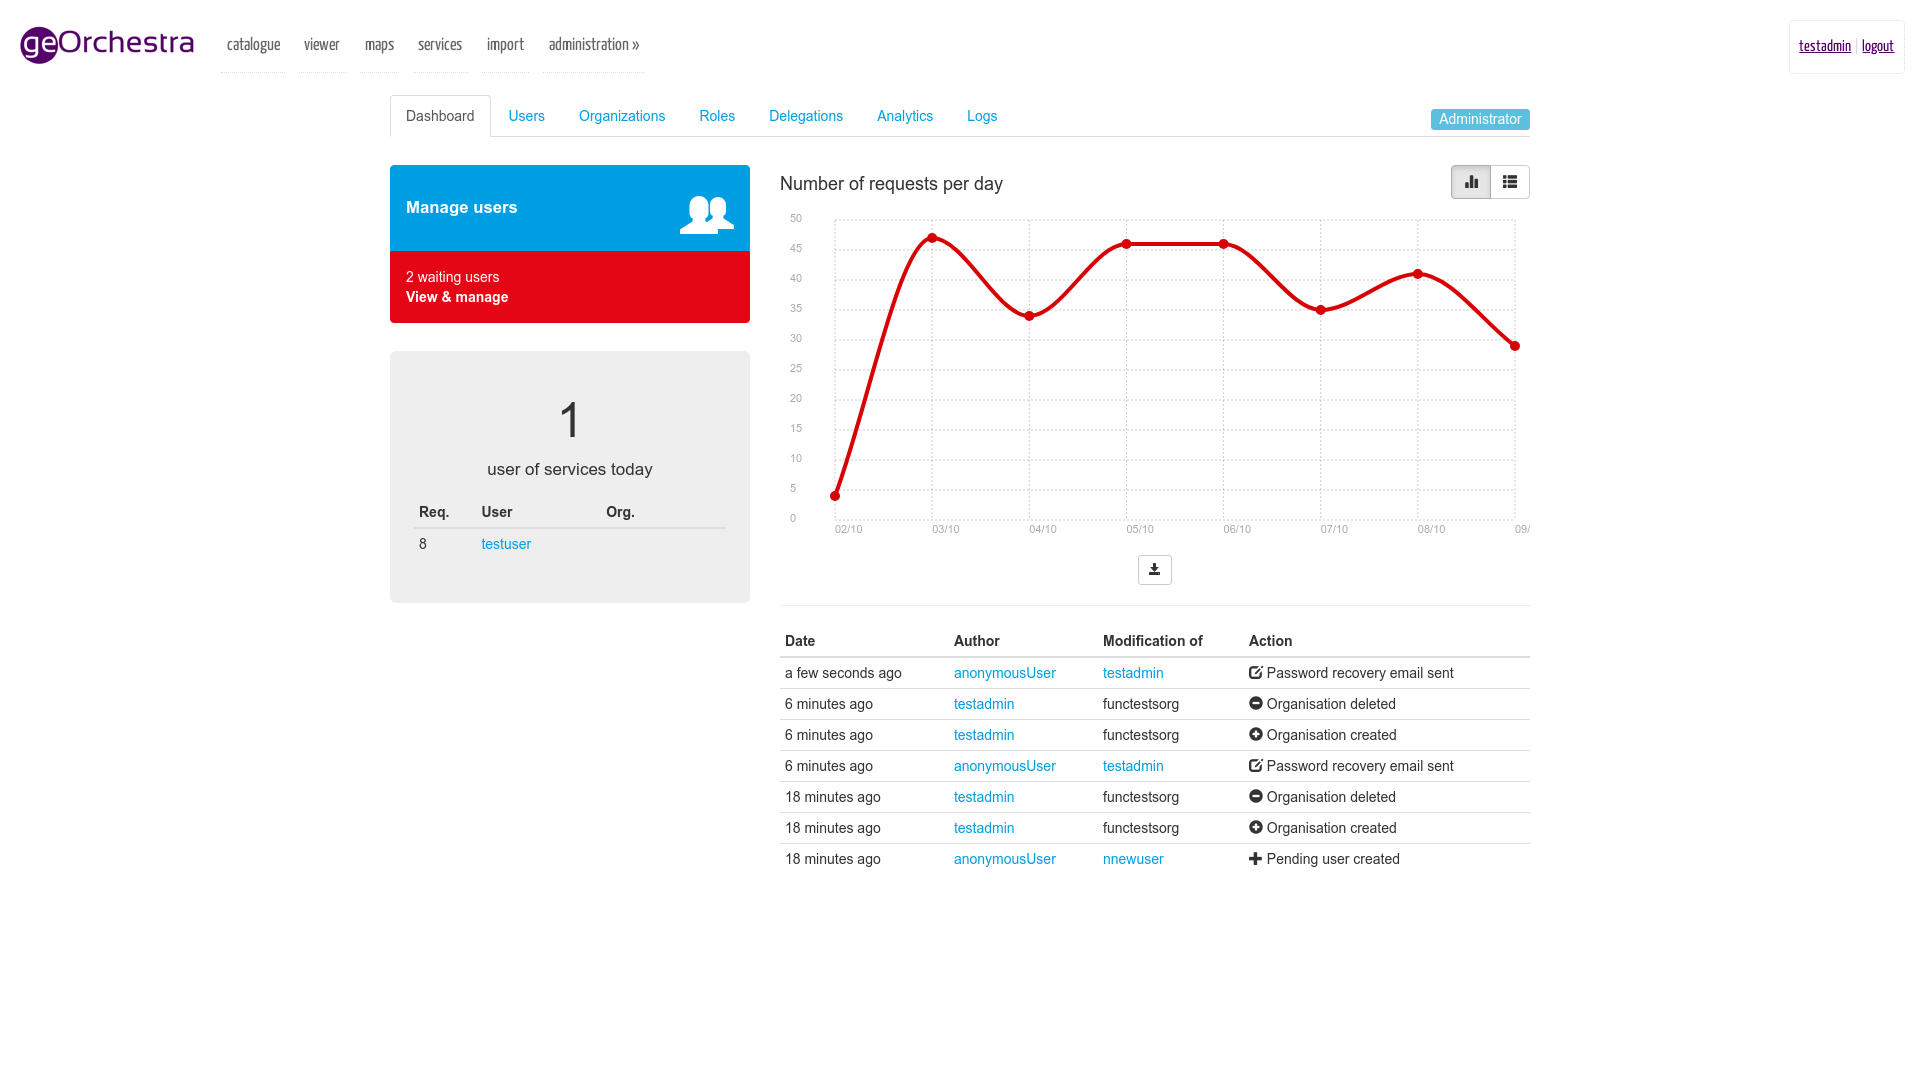 geOrchestra
catalogue viewer maps services import administration »
testadmin logout
Dashboard Users Organizations Roles Delegations Analytics Logs
Administrator
Manage users
2 waiting users
View & manage
1
user of services today
Req. User Org.
8 testuser
Number of requests per day
50
45
40
35
30
25
20
15
10
5
0
02/10 03/10 04/10 05/10 06/10 07/10 08/10 09/
Date Author Modification of Action
a few seconds ago anonymousUser testadmin Password recovery email sent
6 minutes ago testadmin functestsorg Organisation deleted
6 minutes ago testadmin functestsorg Organisation created
6 minutes ago anonymousUser testadmin Password recovery email sent
18 minutes ago testadmin functestsorg Organisation deleted
18 minutes ago testadmin functestsorg Organisation created
18 minutes ago anonymousUser nnewuser Pending user created